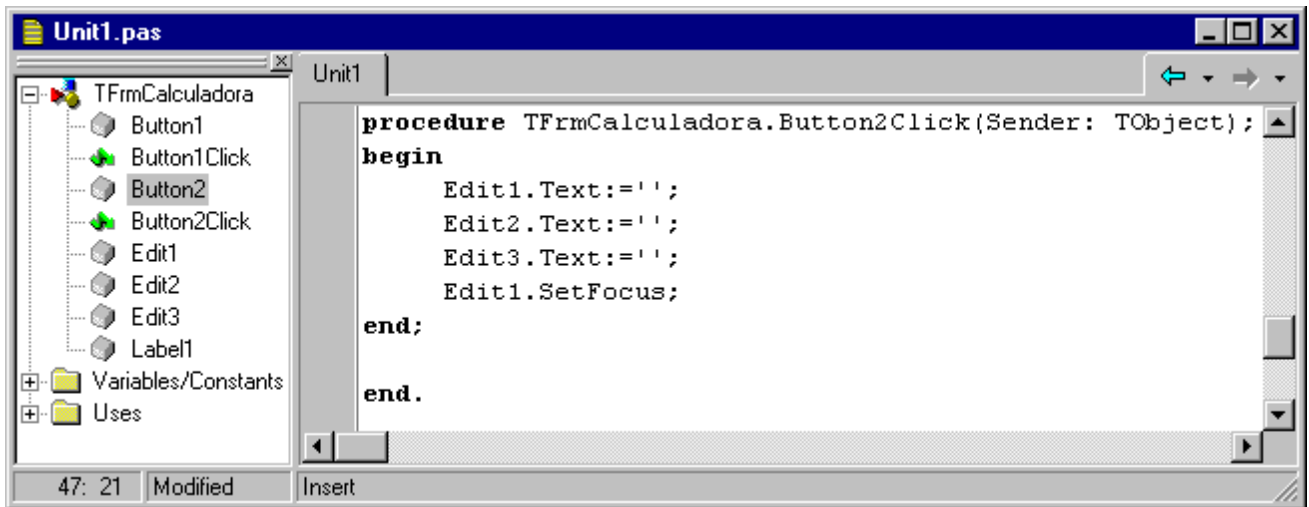 Unit1.pas
TFrmCalculadora
Button1
Button1Click
Button2
Button2Click
Edit1
Edit2
Edit3
Label1
Variables/Constants
Uses
Unit1
procedure TFrmCalculadora.Button2Click(Sender: TObject);
begin
Edit1.Text:='';
Edit2.Text:='';
Edit3.Text:='';
Edit1.SetFocus;
end;
end.
47: 21 Modified Insert